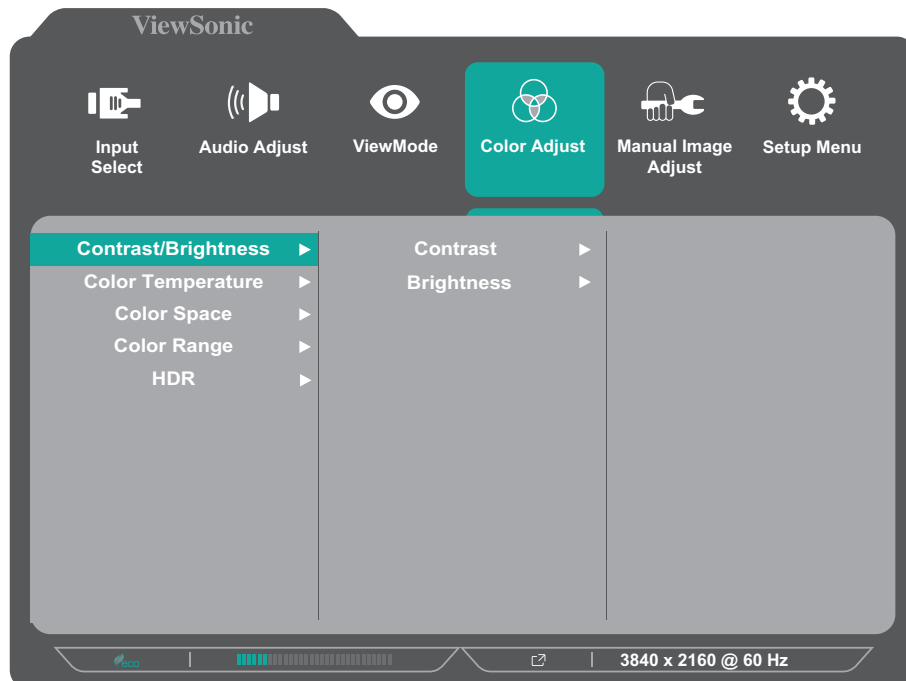 ViewSonic
Input
Select
Audio Adjust
ViewMode
Color Adjust
Manual Image
Adjust
Setup Menu
Contrast/Brightness
Color Temperature
Color Space
Color Range
HDR
Contrast
Brightness
eco
3840 x 2160 @ 60 Hz